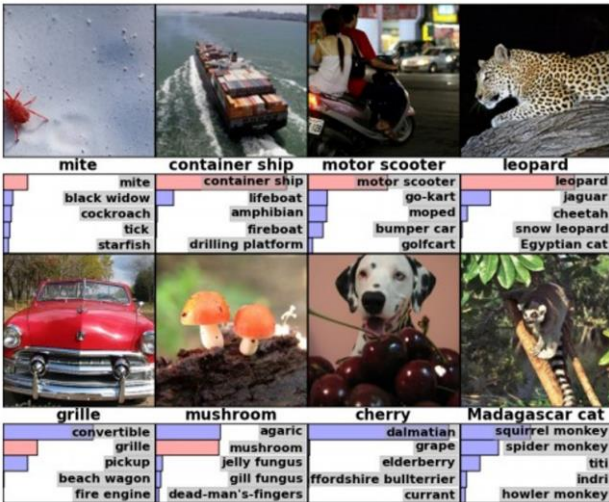 mite
container ship
motor scooter
leopard
mite
black widow
cockroach
tick
starfish
container ship
lifeboat
amphibian
fireboat
drilling platform
motor scooter
go-kart
moped
bumper car
golfcart
leopard
jaguar
cheetah
snow leopard
Egyptian cat
grille
mushroom
cherry
Madagascar cat
convertible
grille
pickup
beach wagon
fire engine
agaric
mushroom
jelly fungus
gill fungus
dead-man's-fingers
dalmatian
grape
elderberry
ffordshire bullterrier
currant
squirrel monkey
spider monkey
titi
indri
howler monkey